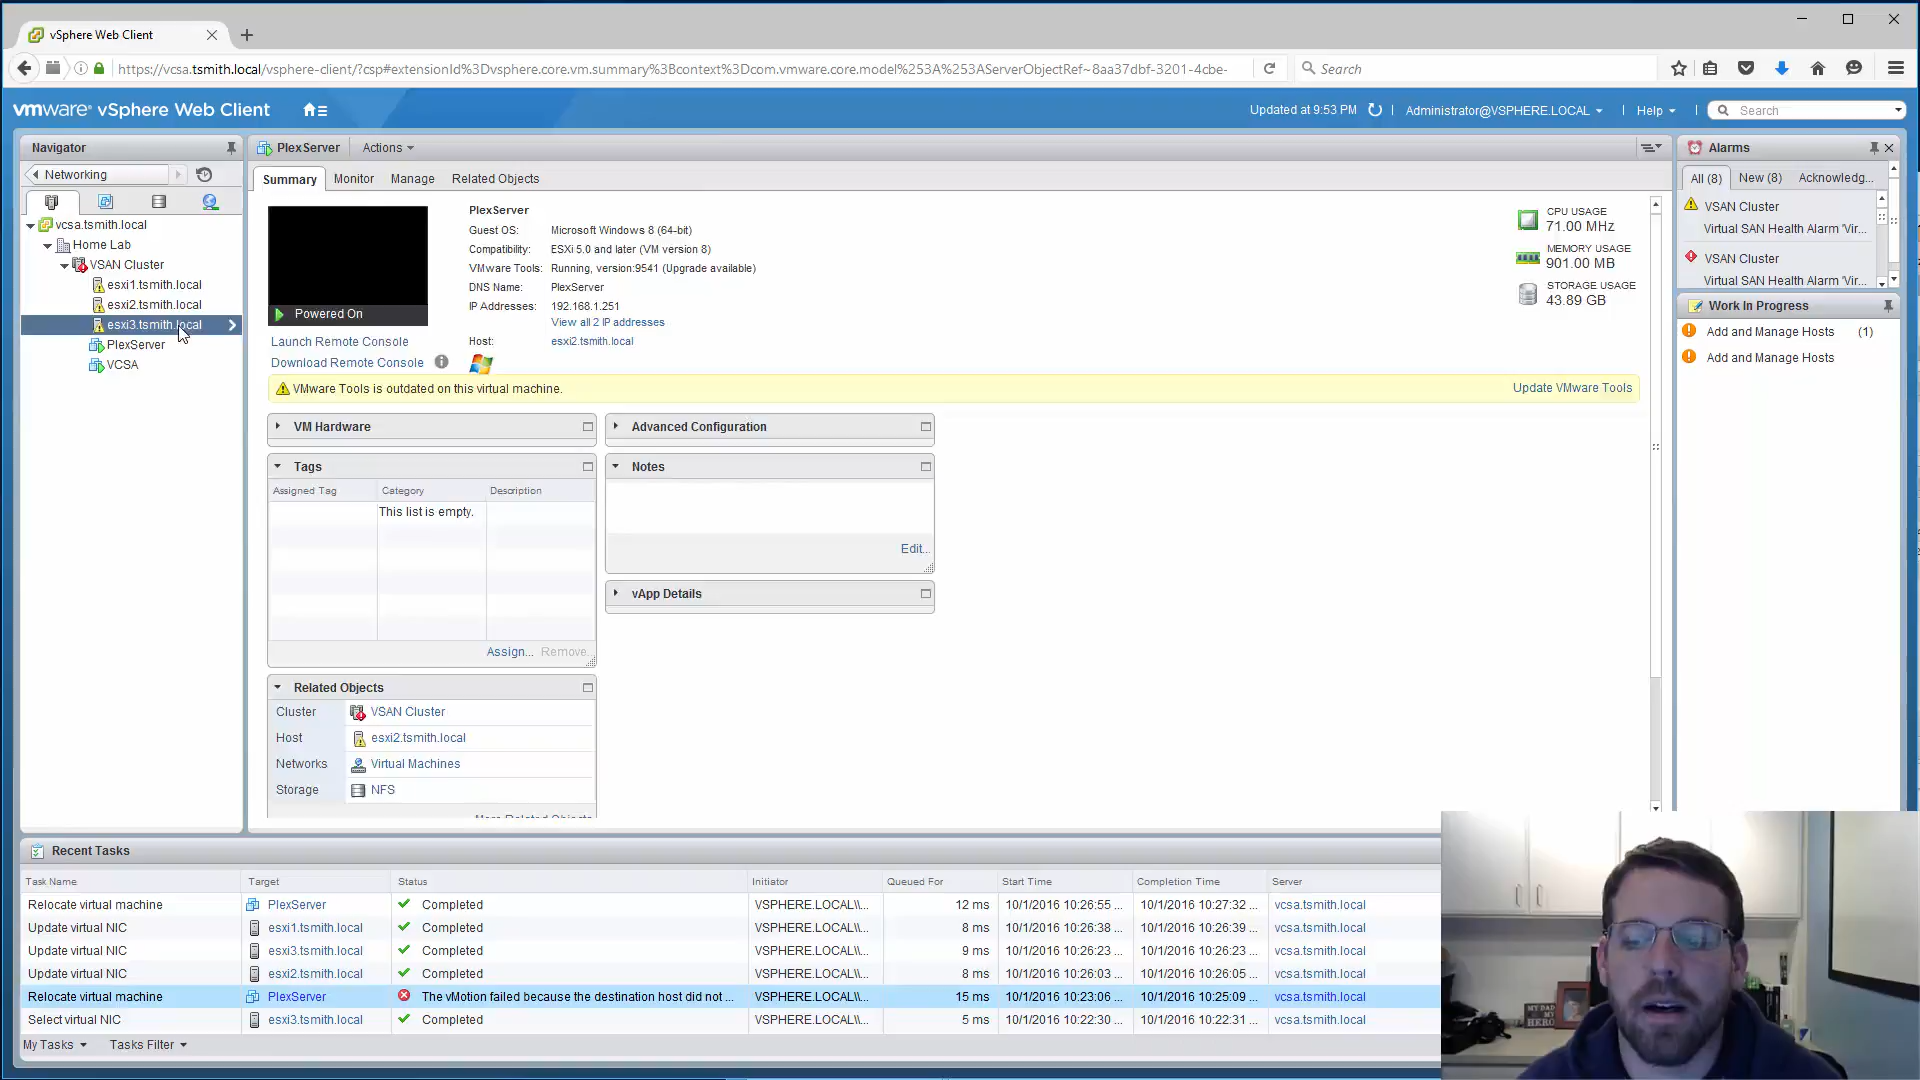 vSphere Web Client
https://vcsa.tsmith.local/vsphere-client/?csp#extensionId%3Dvsphere.core.vm.summary%3Bcontext%3Dcom.vmware.core.model%253A%253AServerObjectRef~8aa37dbf-3201-4cbe-
Search
vmware® vSphere Web Client
Updated at 9:53 PM
Administrator@VSPHERE.LOCAL
Help
Search
Navigator
Networking
vcsa.tsmith.local
Home Lab
VSAN Cluster
esxi1.tsmith.local
esxi2.tsmith.local
esxi3.tsmith.local
PlexServer
VCSA
PlexServer
Actions
Summary
Monitor
Manage
Related Objects
Powered On
Launch Remote Console
Download Remote Console
PlexServer
Guest OS: Microsoft Windows 8 (64-bit)
Compatibility: ESXi 5.0 and later (VM version 8)
VMware Tools: Running, version:9541 (Upgrade available)
DNS Name: PlexServer
IP Addresses: 192.168.1.251
View all 2 IP addresses
Host: esxi2.tsmith.local
CPU USAGE
71.00 MHz
MEMORY USAGE
901.00 MB
STORAGE USAGE
43.89 GB
VMware Tools is outdated on this virtual machine.
Update VMware Tools
VM Hardware
Tags
Assigned Tag Category Description
This list is empty.
Assign... Remove...
Related Objects
Cluster VSAN Cluster
Host esxi2.tsmith.local
Networks Virtual Machines
Storage NFS
More Related Objects
Advanced Configuration
Notes
Edit...
vApp Details
Alarms
All (8) New (8) Acknowledg...
VSAN Cluster
Virtual SAN Health Alarm 'Vir...
VSAN Cluster
Virtual SAN Health Alarm 'Vir...
Work In Progress
Add and Manage Hosts (1)
Add and Manage Hosts
Recent Tasks
Task Name Target Status Initiator Queued For Start Time Completion Time Server
Relocate virtual machine PlexServer Completed VSPHERE.LOCAL\\... 12 ms 10/1/2016 10:26:55 ... 10/1/2016 10:27:32 ... vcsa.tsmith.local
Update virtual NIC esxi1.tsmith.local Completed VSPHERE.LOCAL\\... 8 ms 10/1/2016 10:26:38 ... 10/1/2016 10:26:39 ... vcsa.tsmith.local
Update virtual NIC esxi3.tsmith.local Completed VSPHERE.LOCAL\\... 9 ms 10/1/2016 10:26:23 ... 10/1/2016 10:26:23 ... vcsa.tsmith.local
Update virtual NIC esxi2.tsmith.local Completed VSPHERE.LOCAL\\... 8 ms 10/1/2016 10:26:03 ... 10/1/2016 10:26:05 ... vcsa.tsmith.local
Relocate virtual machine PlexServer The vMotion failed because the destination host did not ... VSPHERE.LOCAL\\... 15 ms 10/1/2016 10:23:06 ... 10/1/2016 10:25:09 ... vcsa.tsmith.local
Select virtual NIC esxi3.tsmith.local Completed VSPHERE.LOCAL\\... 5 ms 10/1/2016 10:22:30 ... 10/1/2016 10:22:31 ... vcsa.tsmith.local
My Tasks
Tasks Filter
MY DAD
MY
HERO